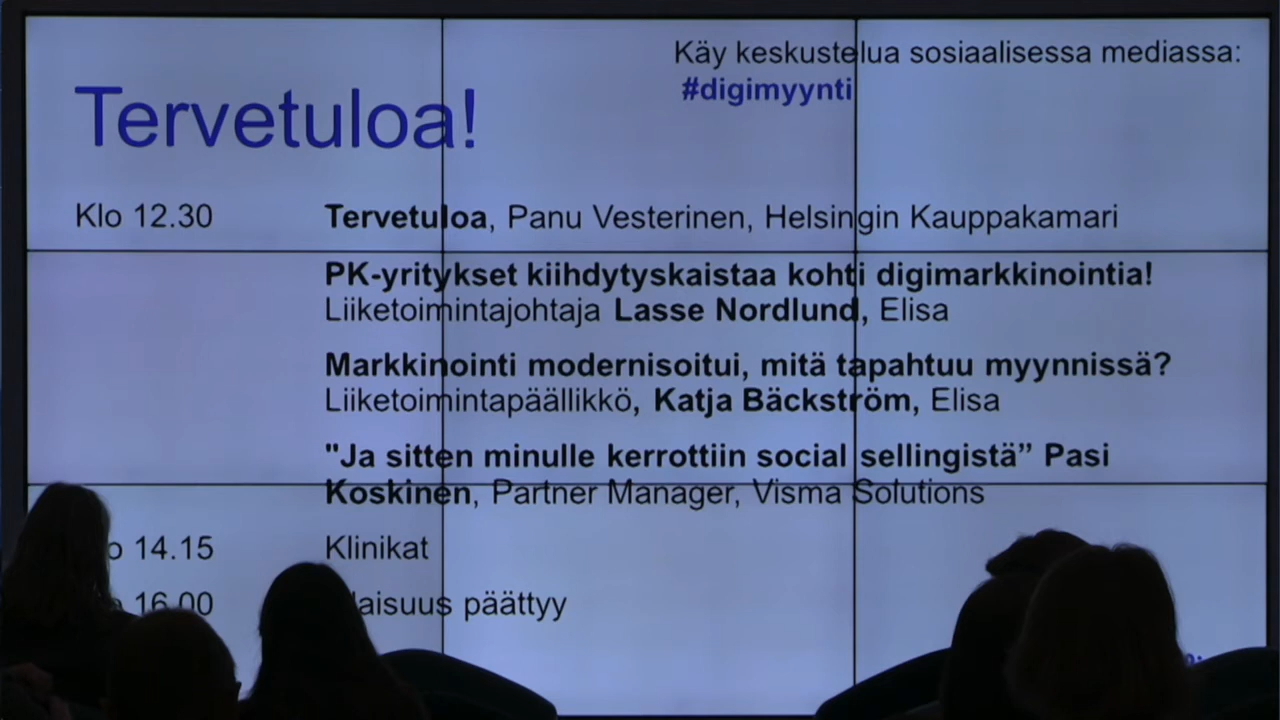 Käy keskustelua sosiaalisessa mediassa:
#digimyynti
Tervetuloa!
Klo 12.30 Tervetuloa, Panu Vesterinen, Helsingin Kauppakamari
PK-yritykset kiihdytyskaistaa kohti digimarkkinointia!
Liiketoimintajohtaja Lasse Nordlund, Elisa
Markkinointi modernisoitui, mitä tapahtuu myynnissä?
Liiketoimintapäällikkö, Katja Bäckström, Elisa
"Ja sitten minulle kerrottiin social sellingistä” Pasi
Koskinen, Partner Manager, Visma Solutions
14.15 Klinikat
16.00 päättyy